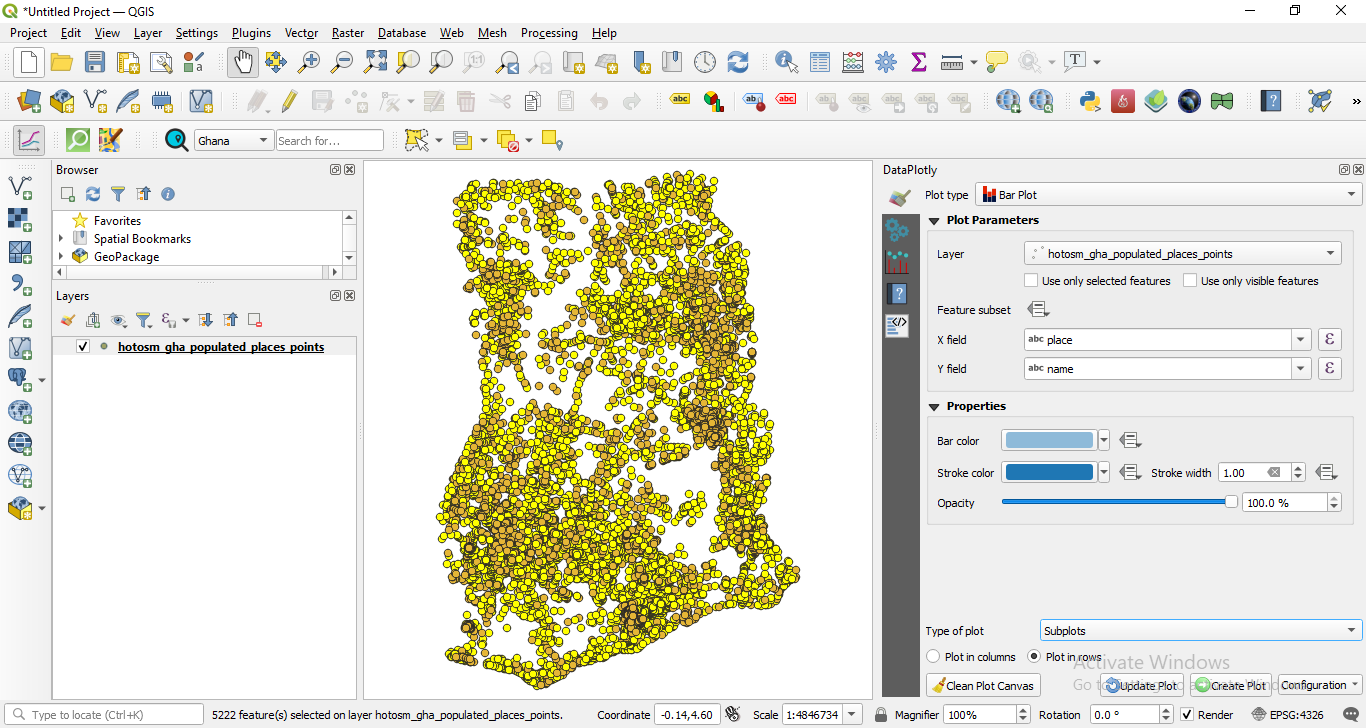 *Untitled Project — QGIS
Project Edit View Layer Settings Plugins Vector Raster Database Web Mesh Processing Help
Ghana Search for...
Browser
Favorites
Spatial Bookmarks
GeoPackage
Layers
hotosm_gha_populated_places_points
DataPlotly
Plot type Bar Plot
Plot Parameters
Layer hotosm_gha_populated_places_points
Use only selected features Use only visible features
Feature subset
X field abc place
Y field abc name
Properties
Bar color
Stroke color Stroke width 1.00
Opacity 100.0 %
Type of plot Subplots
Plot in columns Plot in rows
Activate Windows
Clean Plot Canvas Update Plot Create Plot Configuration
Type to locate (Ctrl+K) 5222 feature(s) selected on layer hotosm_gha_populated_places_points. Coordinate -0.14,4.60 Scale 1:4846734 Magnifier 100% Rotation 0.0 ° Render EPSG:4326